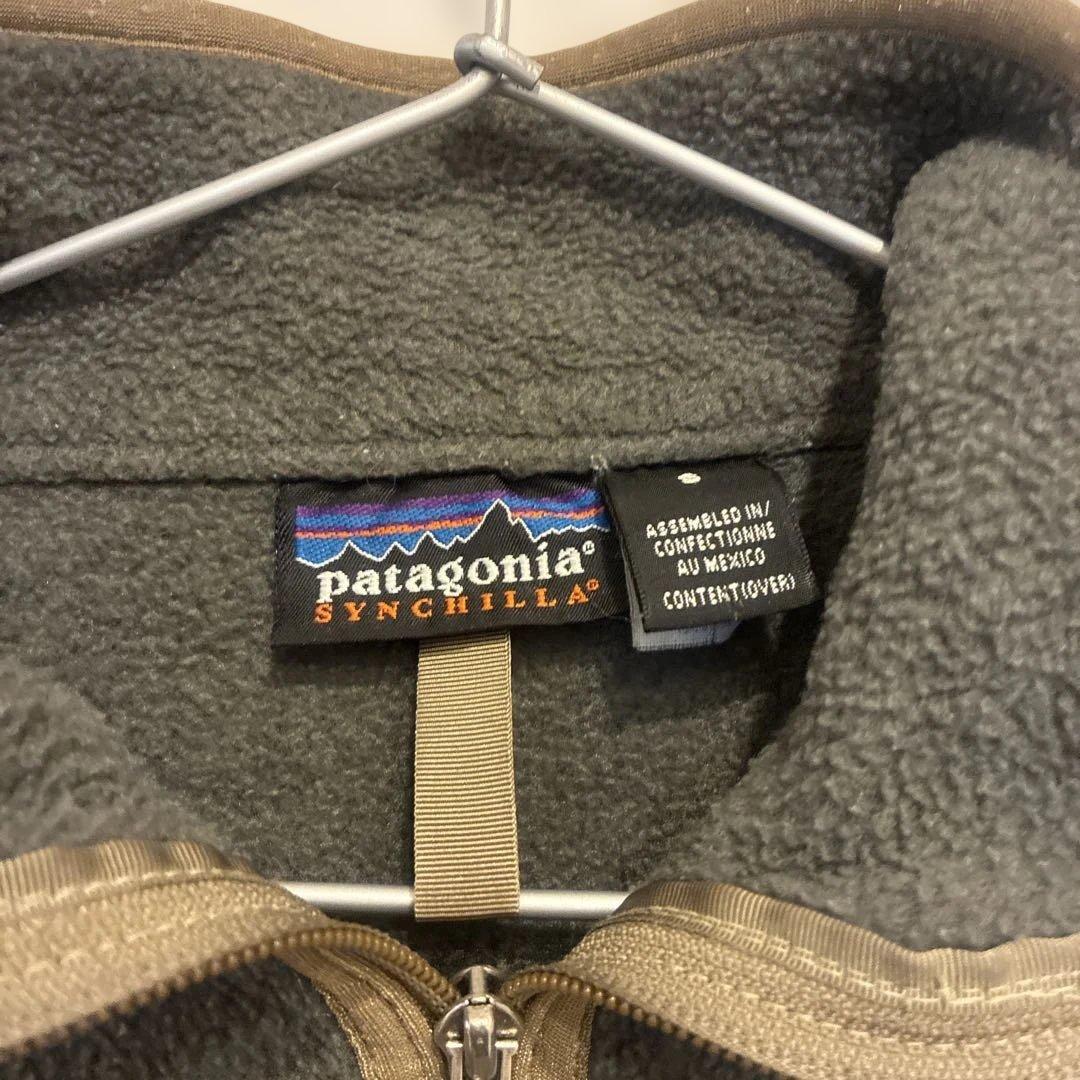 patagonia®
SYNCHILLA®
S
ASSEMBLED IN/
CONFECTIONNE
AU MEXICO
CONTENT(OVER)